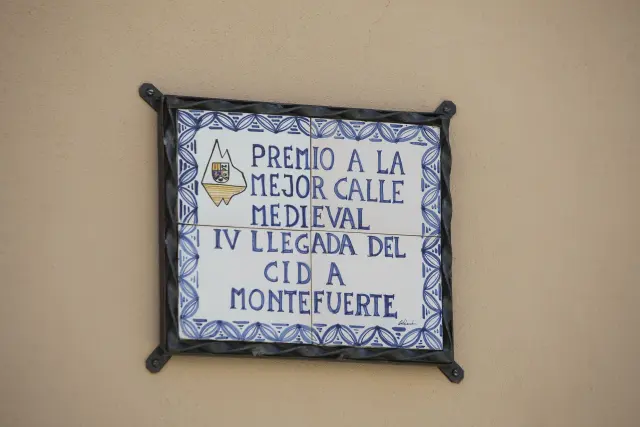 PREMIO A LA
MEJOR CALLE
MEDIEVAL
IV LLEGADA DEL
CID A
MONTEFUERTE